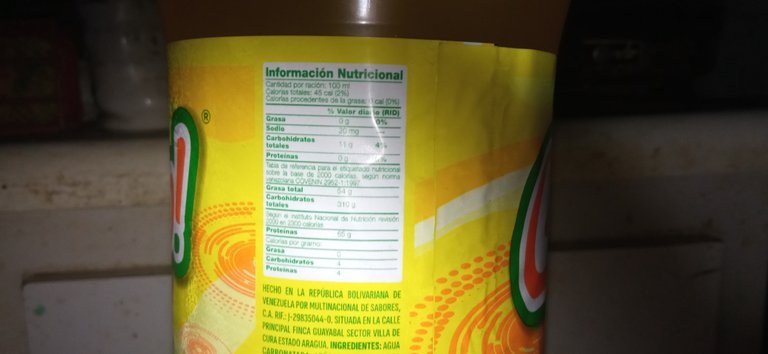 Información Nutricional
Cantidad por ración: 100 ml
Calorías totales: 45 cal (2%)
Calorías procedentes de la grasa: 0 cal (0%)
% Valor diario (RID)
Grasa 0 g 0%
Sodio 20 mg --
Carbohidratos
totales 11 g 4%
Proteínas 0 g
Tabla de referencia para el etiquetado nutricional
sobre la base de 2000 calorías, según norma
venezolana COVENIN 2952-1:1997
Grasa total 64 g
Carbohidratos
totales 310 g
Según el Instituto Nacional de Nutrición revisión
2000 en 2300 calorías
Proteínas 65 g
Calorías por gramo:
Grasa
Carbohidratos 4
Proteínas 4
HECHO EN LA REPÚBLICA BOLIVARIANA DE
VENEZUELA POR MULTINACIONAL DE SABORES,
C.A. RIF.: J-29835044-0. SITUADA EN LA CALLE
PRINCIPAL FINCA GUAYABAL SECTOR VILLA DE
CURA ESTADO ARAGUA. INGREDIENTES: AGUA
!
®